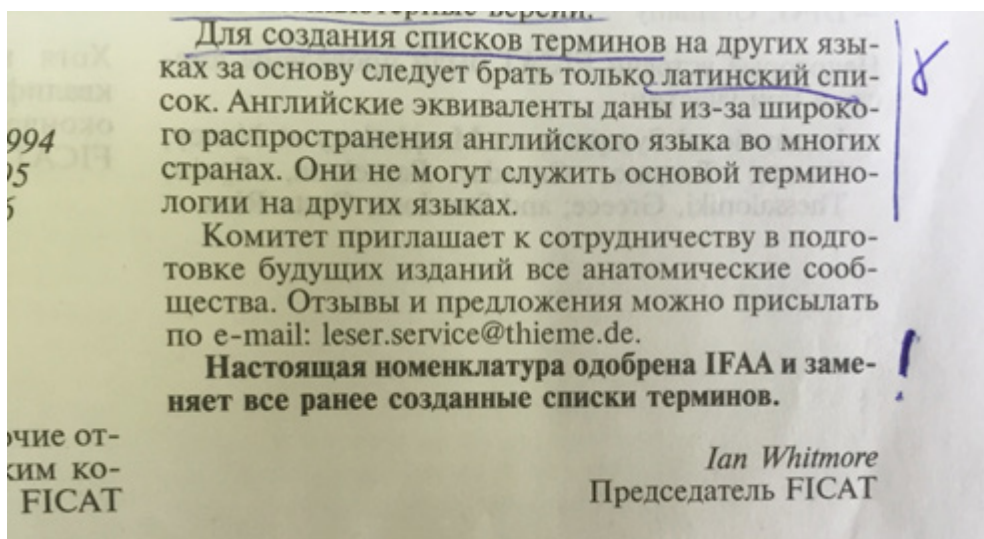 994
95
очие от-
ким ко-
FICAT
версии.
Для создания списков терминов на других язы-
ках за основу следует брать только латинский спи-
сок. Английские эквиваленты даны из-за широко-
го распространения английского языка во многих
странах. Они не могут служить основой термино-
логии на других языках.
Комитет приглашает к сотрудничеству в подго-
товке будущих изданий все анатомические сооб-
щества. Отзывы и предложения можно присылать
по e-mail: leser.service@thieme.de.
Настоящая номенклатура одобрена IFAA и заме-
няет все ранее созданные списки терминов.
!
Ian Whitmore
Председатель FICAT